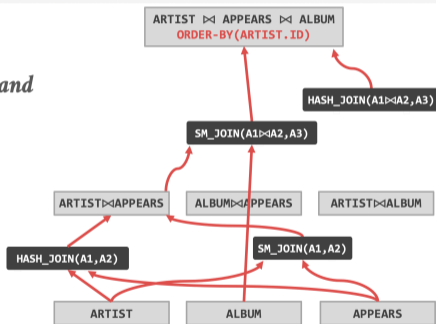 ARTIST ⋈ APPEARS ⋈ ALBUM
ORDER-BY(ARTIST.ID)
and
HASH_JOIN(A1⋈A2,A3)
SM_JOIN(A1⋈A2,A3)
ARTIST⋈APPEARS
ALBUM⋈APPEARS
ARTIST⋈ALBUM
HASH_JOIN(A1,A2)
SM_JOIN(A1,A2)
ARTIST
ALBUM
APPEARS